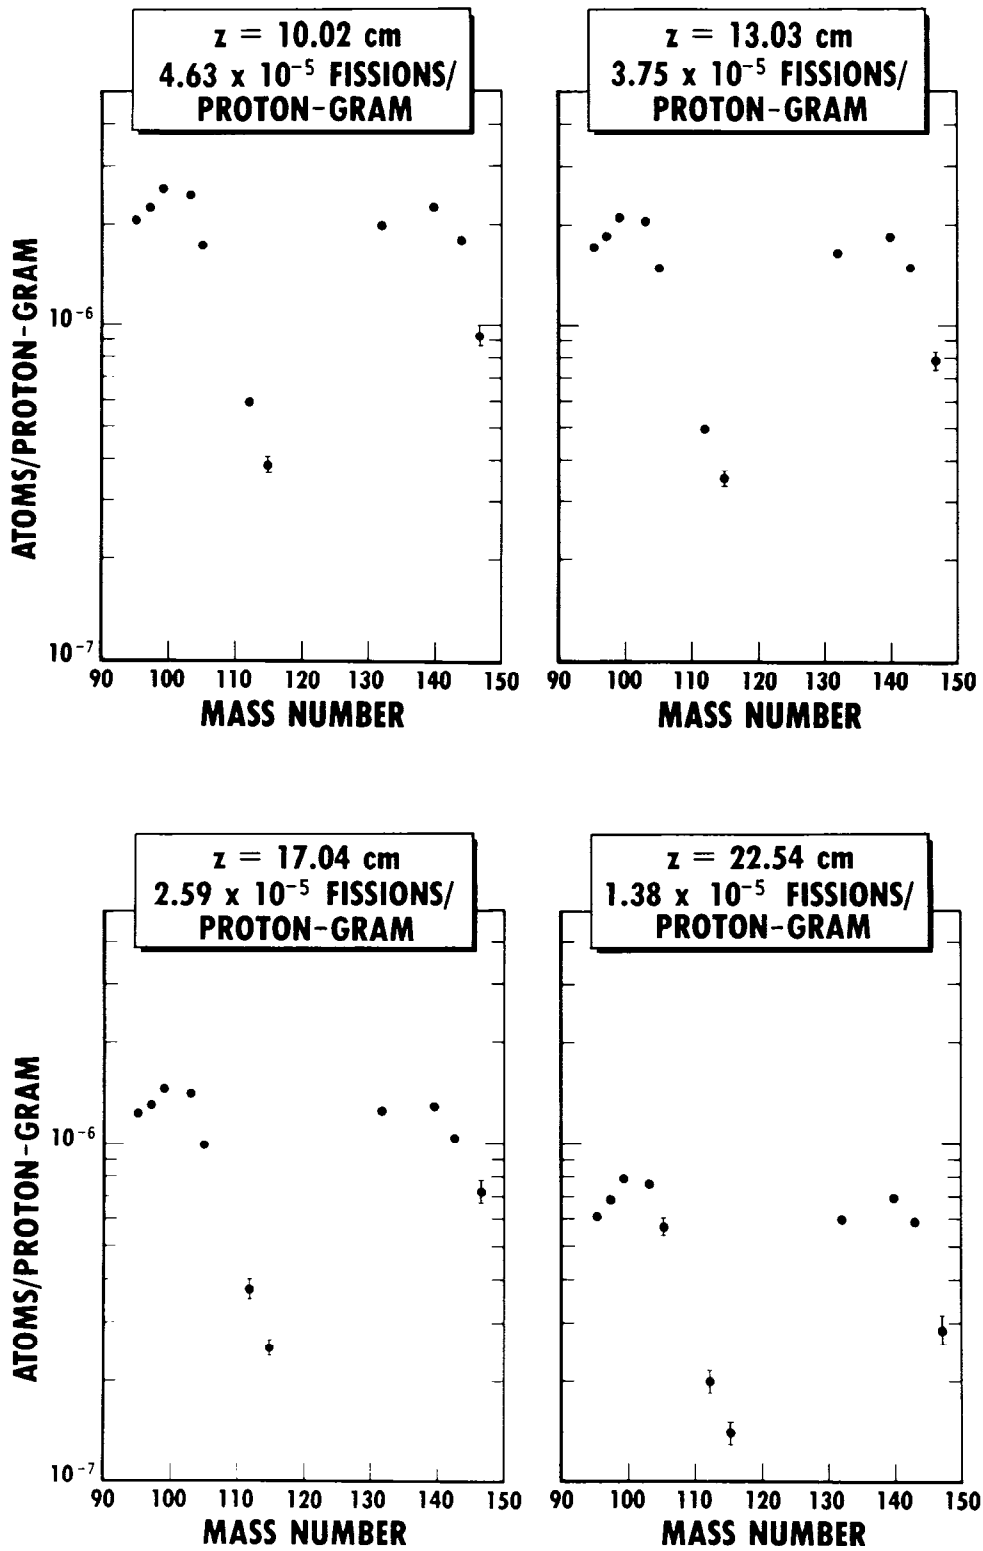 z = 10.02 cm
4.63 x 10⁻⁵ FISSIONS/
PROTON-GRAM
ATOMS/PROTON-GRAM
10⁻⁶
10⁻⁷
90 100 110 120 130 140 150
MASS NUMBER
z = 13.03 cm
3.75 x 10⁻⁵ FISSIONS/
PROTON-GRAM
90 100 110 120 130 140 150
MASS NUMBER
z = 17.04 cm
2.59 x 10⁻⁵ FISSIONS/
PROTON-GRAM
ATOMS/PROTON-GRAM
10⁻⁶
10⁻⁷
90 100 110 120 130 140 150
MASS NUMBER
z = 22.54 cm
1.38 x 10⁻⁵ FISSIONS/
PROTON-GRAM
90 100 110 120 130 140 150
MASS NUMBER